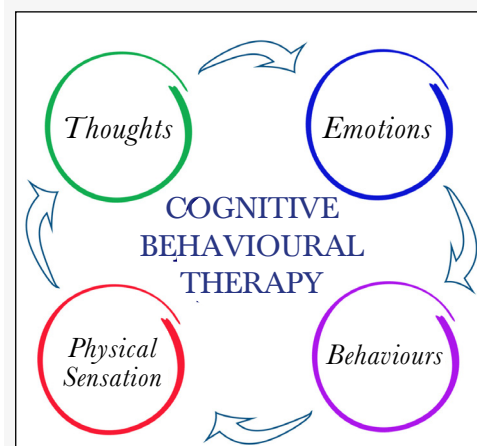 Thoughts
Emotions
COGNITIVE
BEHAVIOURAL
THERAPY
Physical
Sensation
Behaviours